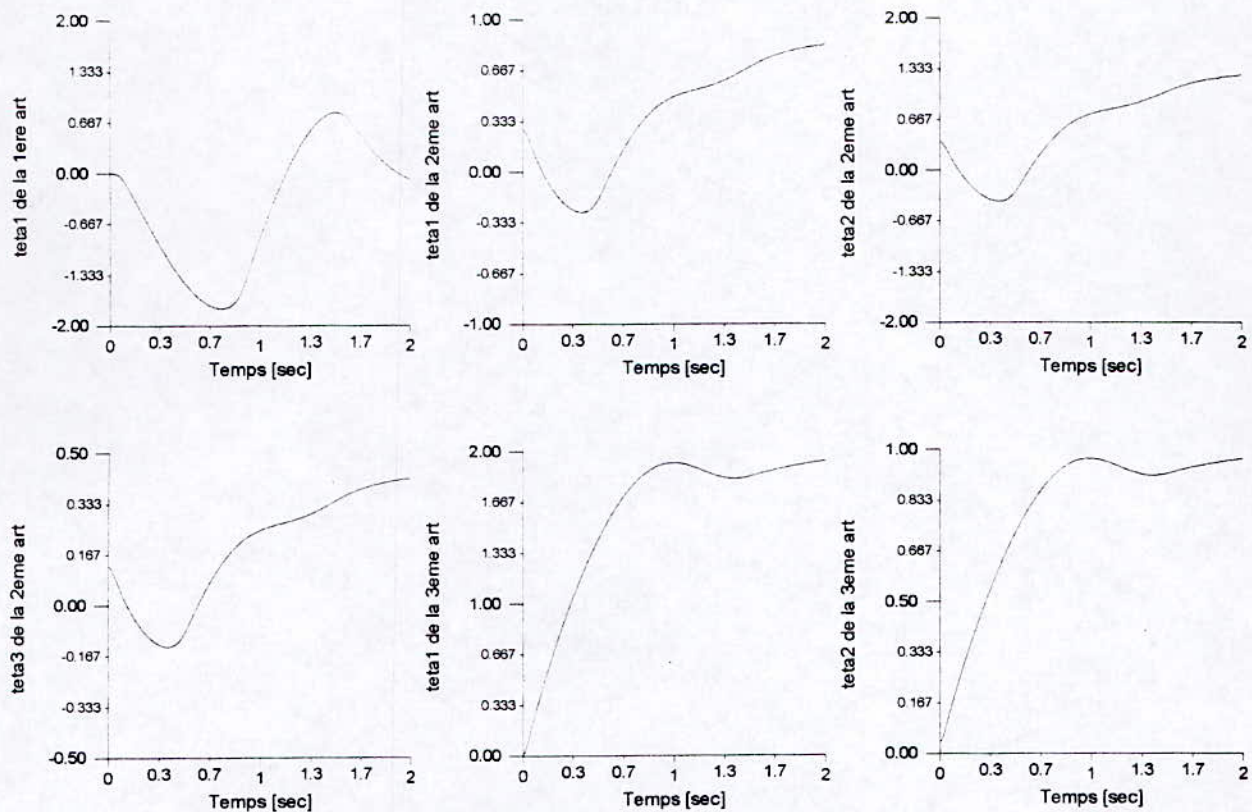 teta1 de la 1ere art
2.00
1.333
0.667
0.00
-0.667
-1.333
-2.00
0 0.3 0.7 1 1.3 1.7 2
Temps [sec]
teta1 de la 2eme art
1.00
0.667
0.333
0.00
-0.333
-0.667
-1.00
0 0.3 0.7 1 1.3 1.7 2
Temps [sec]
teta2 de la 2eme art
2.00
1.333
0.667
0.00
-0.667
-1.333
-2.00
0 0.3 0.7 1 1.3 1.7 2
Temps [sec]
teta3 de la 2eme art
0.50
0.333
0.167
0.00
-0.167
-0.333
-0.50
0 0.3 0.7 1 1.3 1.7 2
Temps [sec]
teta1 de la 3eme art
2.00
1.667
1.333
1.00
0.667
0.333
0.00
0 0.3 0.7 1 1.3 1.7 2
Temps [sec]
teta2 de la 3eme art
1.00
0.833
0.667
0.50
0.333
0.167
0.00
0 0.3 0.7 1 1.3 1.7 2
Temps [sec]